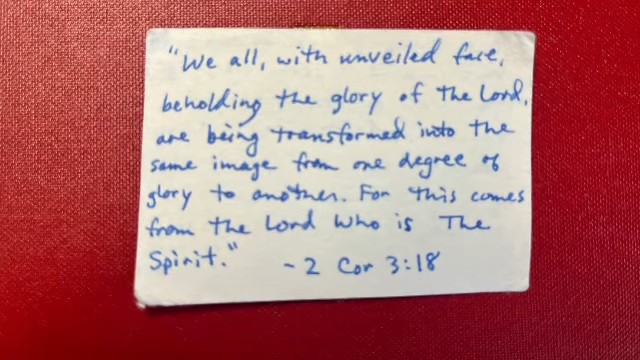 "We all, with unveiled face,
beholding the glory of the Lord,
are being transformed into the
same image from one degree of
glory to another. For this comes
from the Lord who is The
Spirit."  - 2 Cor 3:18